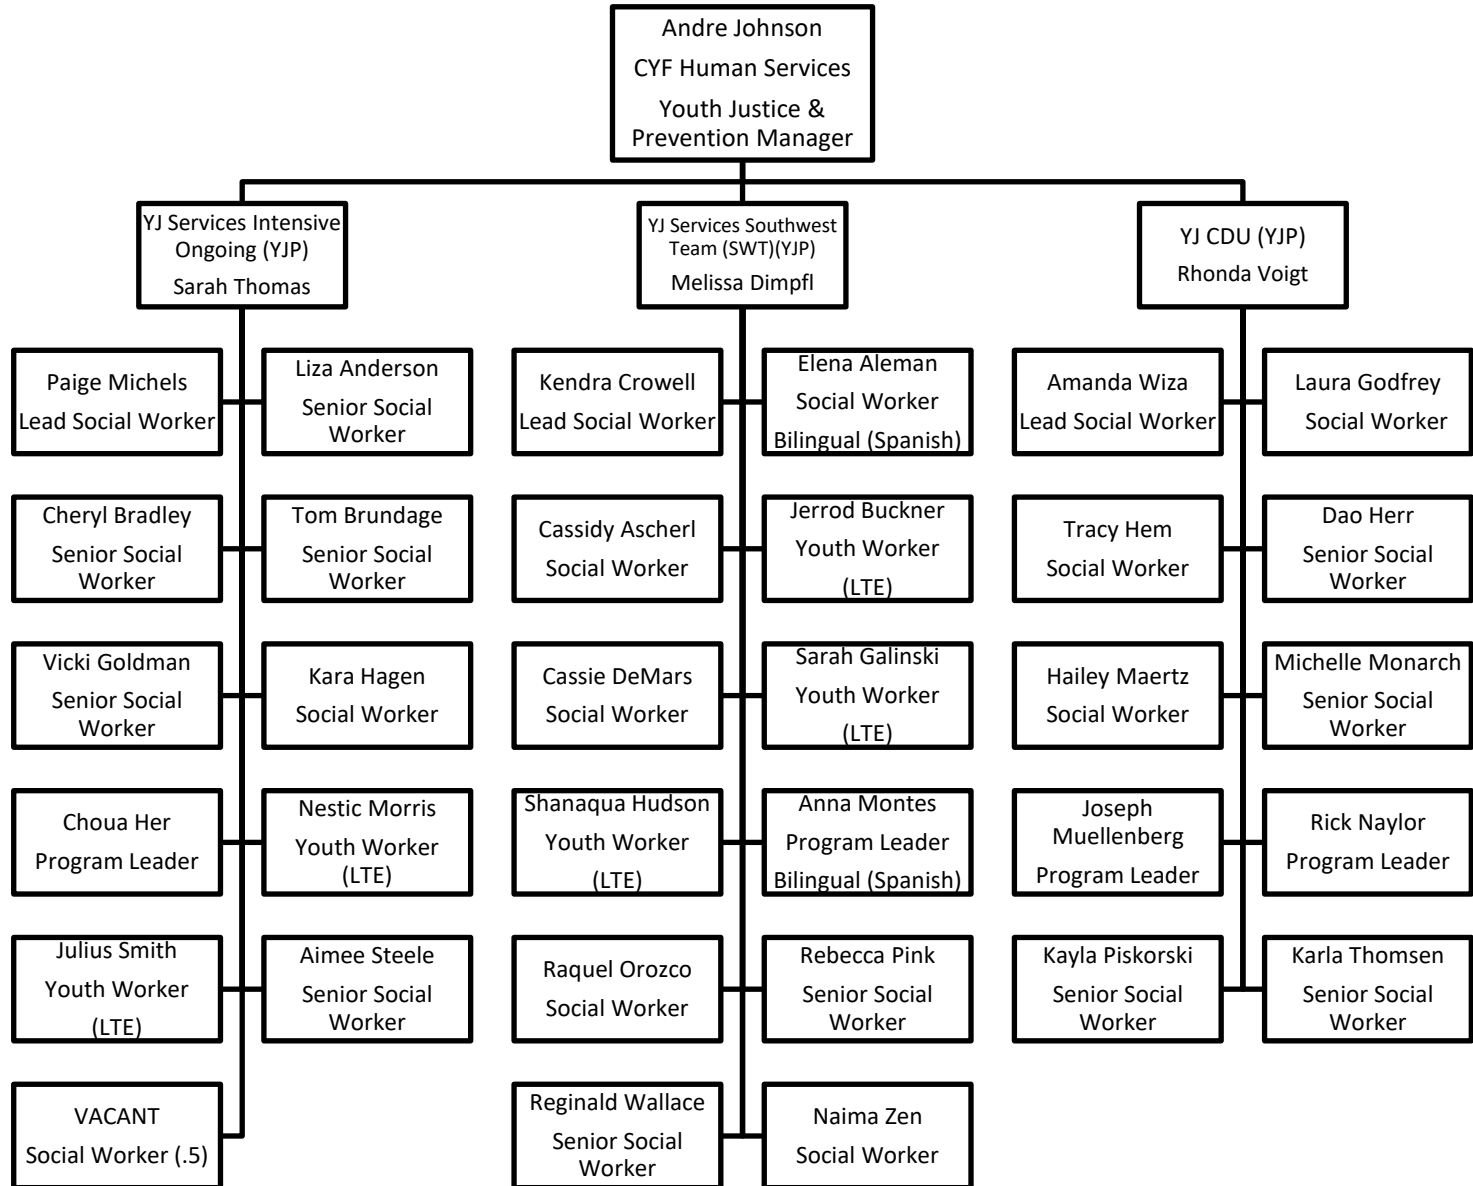 Andre Johnson
CYF Human Services
Youth Justice &
Prevention Manager
YJ Services Intensive
Ongoing (YJP)
Sarah Thomas
YJ Services Southwest
Team (SWT)(YJP)
Melissa Dimpfl
YJ CDU (YJP)
Rhonda Voigt
Paige Michels
Lead Social Worker
Liza Anderson
Senior Social
Worker
Kendra Crowell
Lead Social Worker
Elena Aleman
Social Worker
Bilingual (Spanish)
Amanda Wiza
Lead Social Worker
Laura Godfrey
Social Worker
Cheryl Bradley
Senior Social
Worker
Tom Brundage
Senior Social
Worker
Cassidy Ascherl
Social Worker
Jerrod Buckner
Youth Worker
(LTE)
Tracy Hem
Social Worker
Dao Herr
Senior Social
Worker
Vicki Goldman
Senior Social
Worker
Kara Hagen
Social Worker
Cassie DeMars
Social Worker
Sarah Galinski
Youth Worker
(LTE)
Hailey Maertz
Social Worker
Michelle Monarch
Senior Social
Worker
Choua Her
Program Leader
Nestic Morris
Youth Worker
(LTE)
Shanaqua Hudson
Youth Worker
(LTE)
Anna Montes
Program Leader
Bilingual (Spanish)
Joseph
Muellenberg
Program Leader
Rick Naylor
Program Leader
Julius Smith
Youth Worker
(LTE)
Aimee Steele
Senior Social
Worker
Raquel Orozco
Social Worker
Rebecca Pink
Senior Social
Worker
Kayla Piskorski
Senior Social
Worker
Karla Thomsen
Senior Social
Worker
VACANT
Social Worker (.5)
Reginald Wallace
Senior Social
Worker
Naima Zen
Social Worker